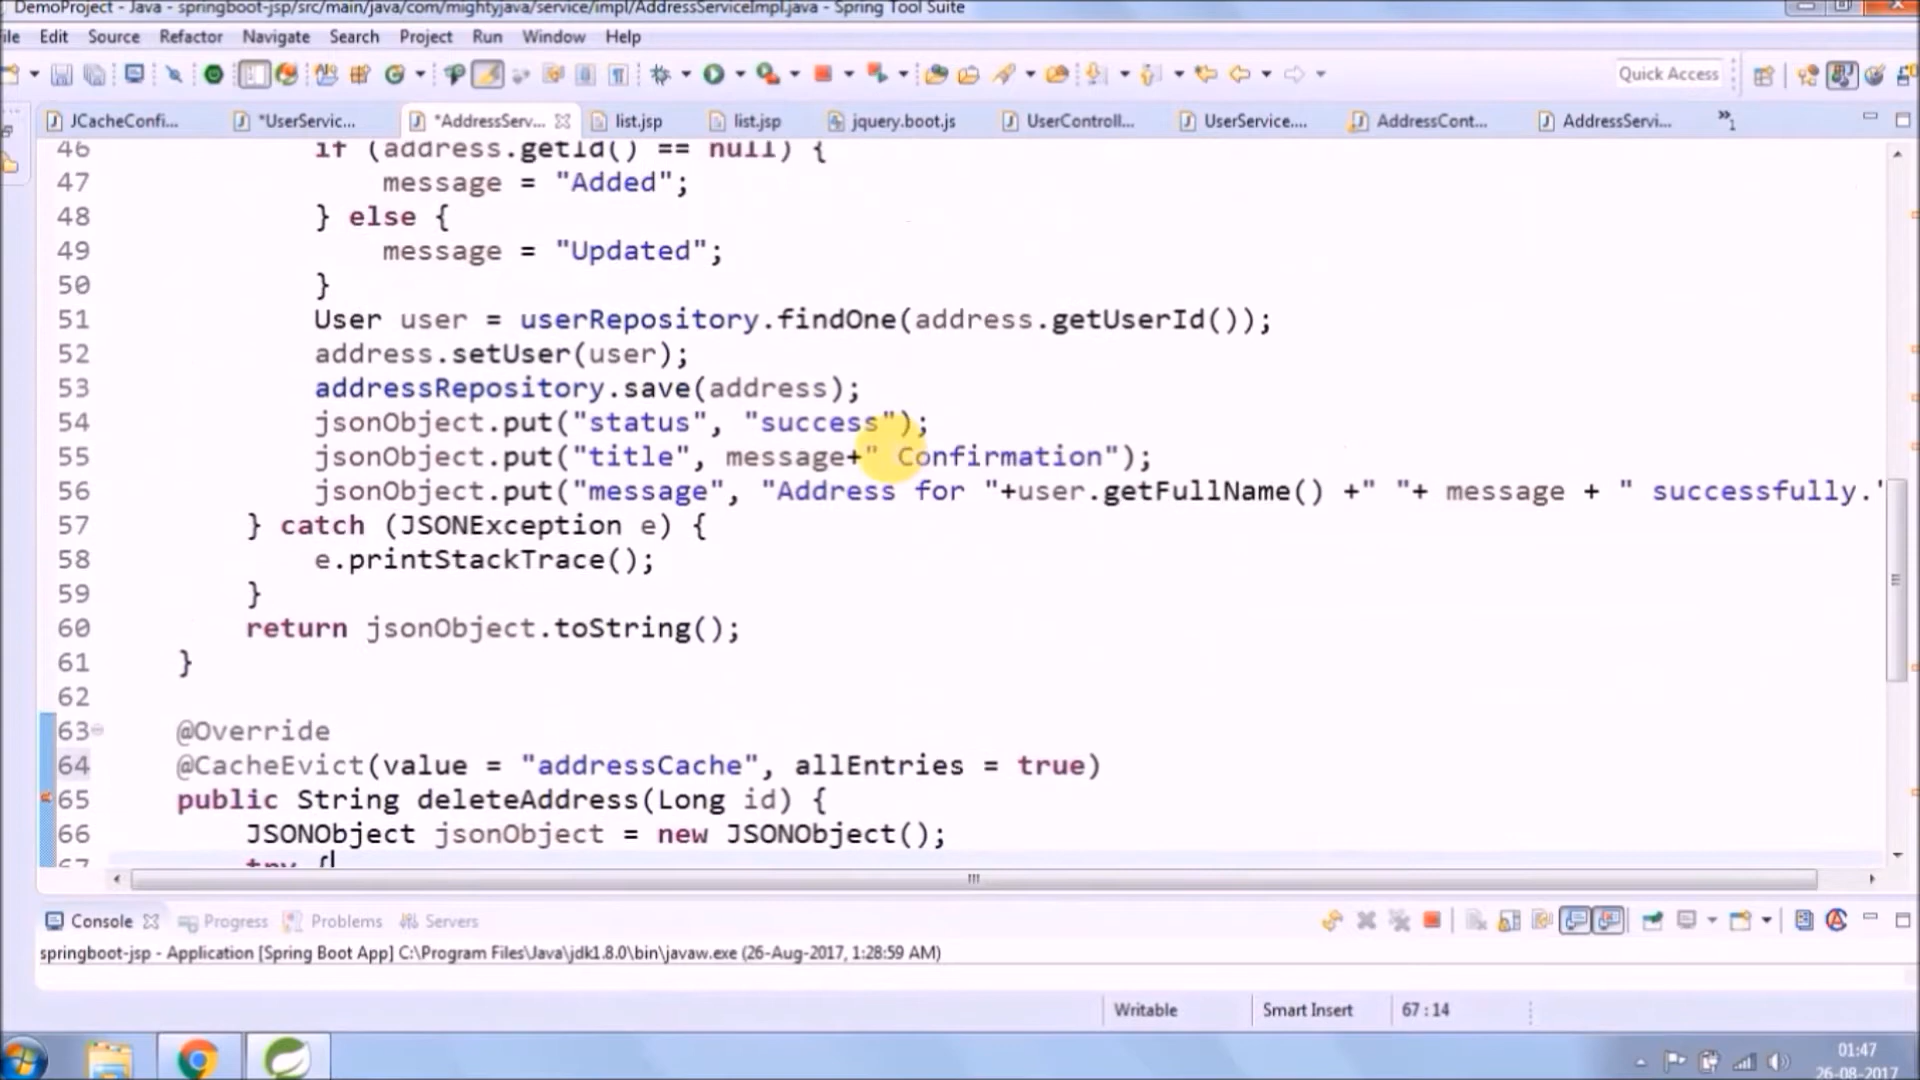 DemoProject - Java - springboot-jsp/src/main/java/com/mightyjava/service/impl/AddressServiceImpl.java - Spring Tool Suite
ile Edit Source Refactor Navigate Search Project Run Window Help
Quick Access
JCacheConfi... *UserServic... *AddressServ... list.jsp list.jsp jquery.boot.js UserControll... UserService.... AddressCont... AddressServi... »1
46 if (address.getId() == null) {
47 message = "Added";
48 } else {
49 message = "Updated";
50 }
51 User user = userRepository.findOne(address.getUserId());
52 address.setUser(user);
53 addressRepository.save(address);
54 jsonObject.put("status", "success");
55 jsonObject.put("title", message+" Confirmation");
56 jsonObject.put("message", "Address for "+user.getFullName() +" "+ message + " successfully."
57 } catch (JSONException e) {
58 e.printStackTrace();
59 }
60 return jsonObject.toString();
61 }
62
63 @Override
64 @CacheEvict(value = "addressCache", allEntries = true)
65 public String deleteAddress(Long id) {
66 JSONObject jsonObject = new JSONObject();
67 try {
Console Progress Problems Servers
springboot-jsp - Application [Spring Boot App] C:\Program Files\Java\jdk1.8.0\bin\javaw.exe (26-Aug-2017, 1:28:59 AM)
Writable Smart Insert 67 : 14
01:47
26-08-2017